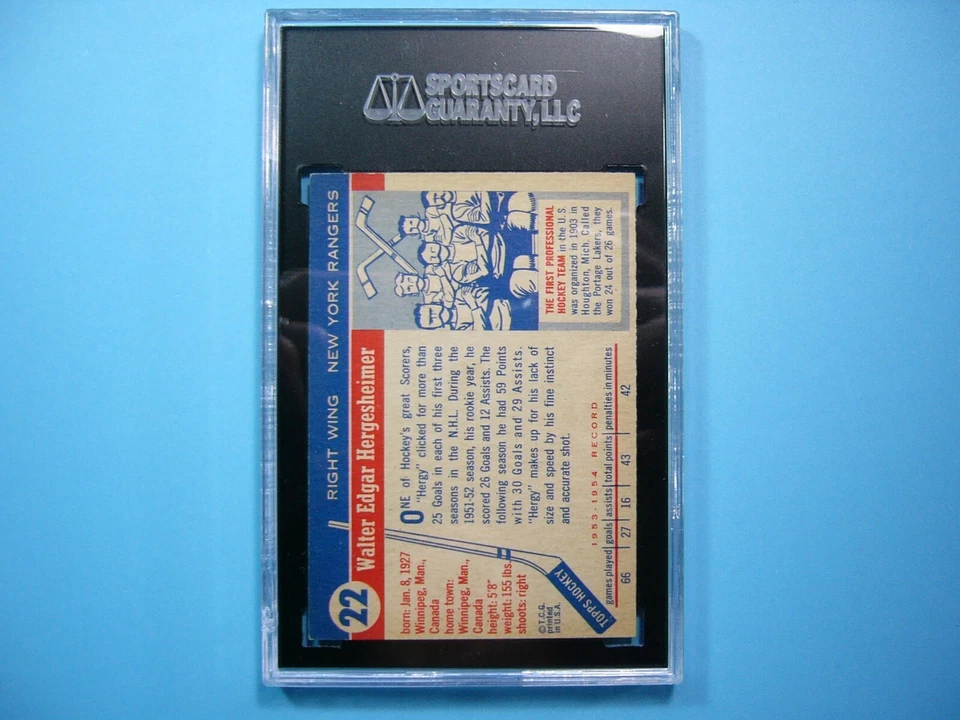 SPORTSCARD
GUARANTY, LLC
22
RIGHT WING NEW YORK RANGERS
Walter Edgar Hergesheimer
born: Jan. 8, 1927
Winnipeg, Man.,
Canada
home town:
Winnipeg, Man.,
Canada
height: 5'8"
weight: 155 lbs.
shoots: right
© T.C.G.
printed
in U.S.A.
TOPPS HOCKEY
ONE of Hockey's great Scorers,
"Hergy" clicked for more than
25 Goals in each of his first three
seasons in the N.H.L. During the
1951-52 season, his rookie year, he
scored 26 Goals and 12 Assists. The
following season he had 59 Points
with 30 Goals and 29 Assists.
"Hergy" makes up for his lack of
size and speed by his fine instinct
and accurate shot.
THE FIRST PROFESSIONAL
HOCKEY TEAM in the U.S.
was organized in 1903 in
Houghton, Mich. Called
the Portage Lakers, they
won 24 out of 26 games.
1953-1954 RECORD
games played goals assists total points penalties in minutes
66 27 16 43 42